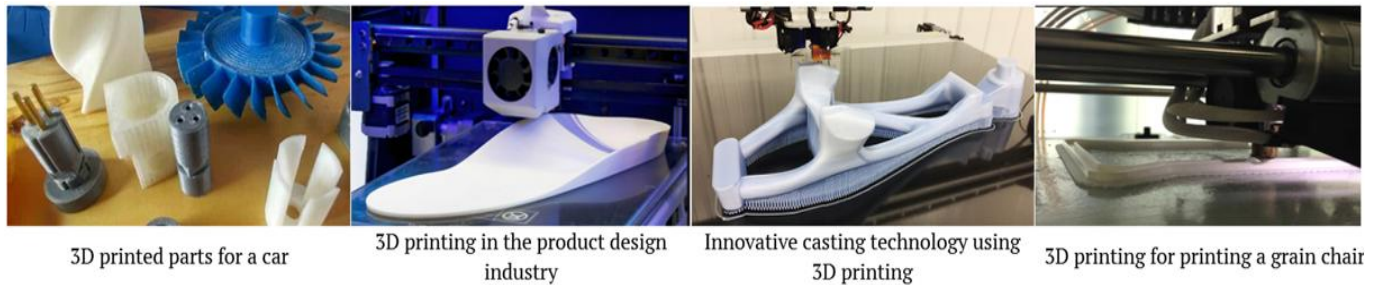 3D printed parts for a car
3D printing in the product design
industry
Innovative casting technology using
3D printing
3D printing for printing a grain chair